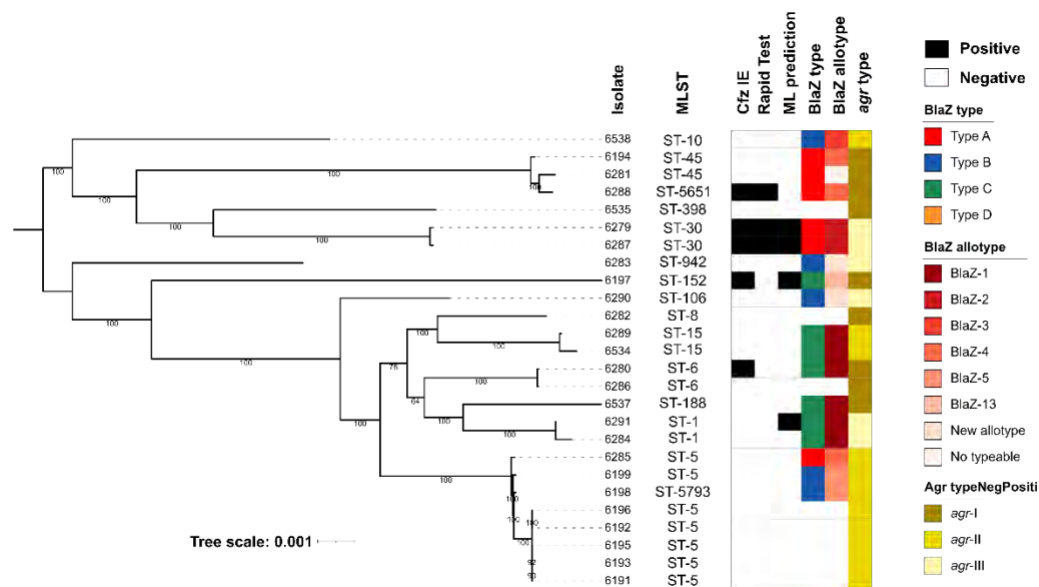 Isolate
MLST
Cfz IE
Rapid Test
ML prediction
BlaZ type
BlaZ allotype
agr type
6538 ST-10
6194 ST-45
6281 ST-45
6288 ST-5651
6535 ST-398
6279 ST-30
6287 ST-30
6283 ST-942
6197 ST-152
6290 ST-106
6282 ST-8
6289 ST-15
6534 ST-15
6280 ST-6
6286 ST-6
6537 ST-188
6291 ST-1
6284 ST-1
6285 ST-5
6199 ST-5
6198 ST-5793
6196 ST-5
6192 ST-5
6195 ST-5
6193 ST-5
6191 ST-5
100
100
100
100
100
100
100
100
100
78
100
64
100
100
100
100
100
100
100
100
92
Tree scale: 0.001
Positive
Negative
BlaZ type
Type A
Type B
Type C
Type D
BlaZ allotype
BlaZ-1
BlaZ-2
BlaZ-3
BlaZ-4
BlaZ-5
BlaZ-13
New allotype
No typeable
Agr typeNegPositi
agr-I
agr-II
agr-III